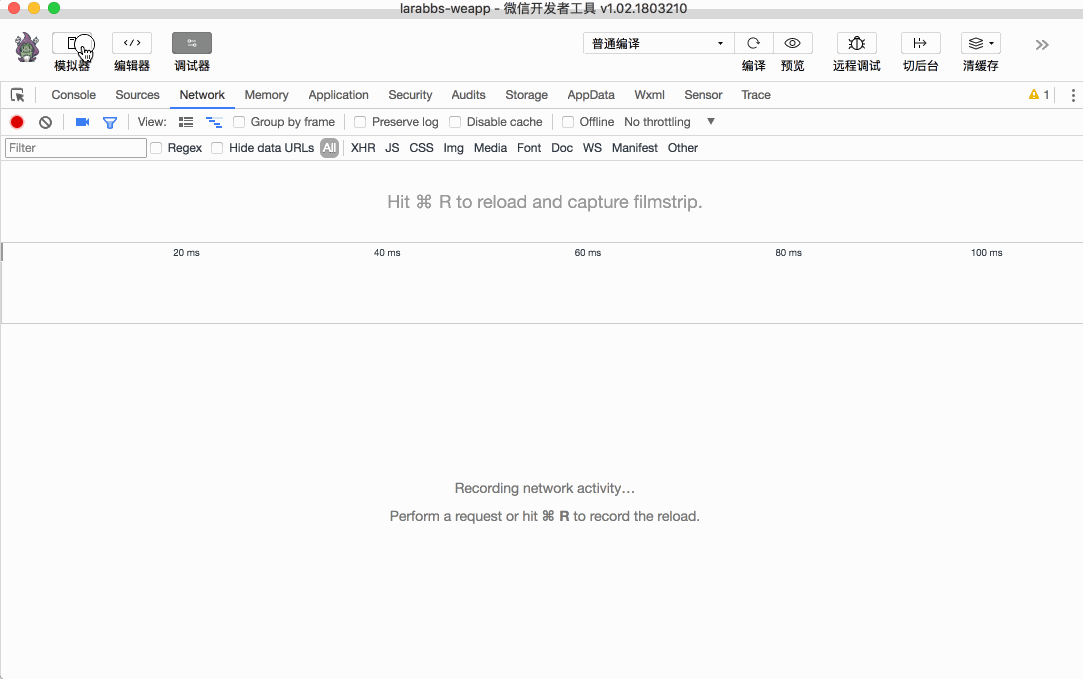 larabbs-weapp - 微信开发者工具 v1.02.1803210
模拟器 编辑器 调试器 普通编译 编译 预览 远程调试 切后台 清缓存
Console Sources Network Memory Application Security Audits Storage AppData Wxml Sensor Trace 1
View: Group by frame Preserve log Disable cache Offline No throttling
Filter Regex Hide data URLs All XHR JS CSS Img Media Font Doc WS Manifest Other
Hit ⌘ R to reload and capture filmstrip.
20 ms 40 ms 60 ms 80 ms 100 ms
Recording network activity…
Perform a request or hit ⌘ R to record the reload.